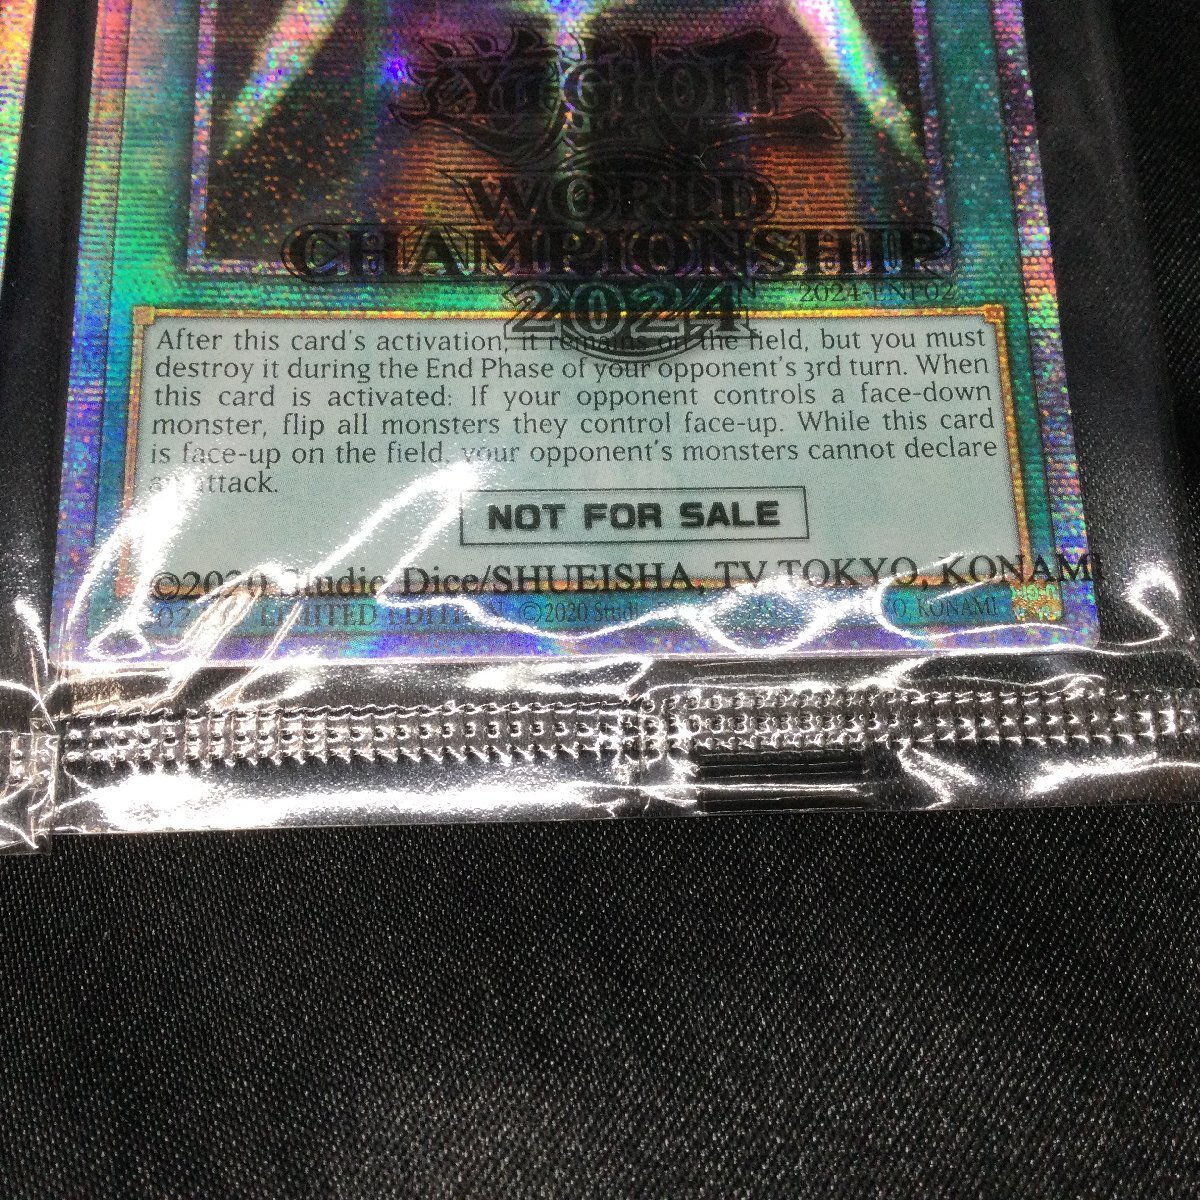 Yu-Gi-Oh!
WORLD
CHAMPIONSHIP
2024
2024-ENF02
After this card's activation, it remains on the field, but you must
destroy it during the End Phase of your opponent's 3rd turn. When
this card is activated: If your opponent controls a face-down
monster, flip all monsters they control face-up. While this card
is face-up on the field, your opponent's monsters cannot declare
an attack.
NOT FOR SALE
©2020 Studio Dice/SHUEISHA, TV TOKYO, KONAMI
LIMITED EDITION ©2020 KONAMI